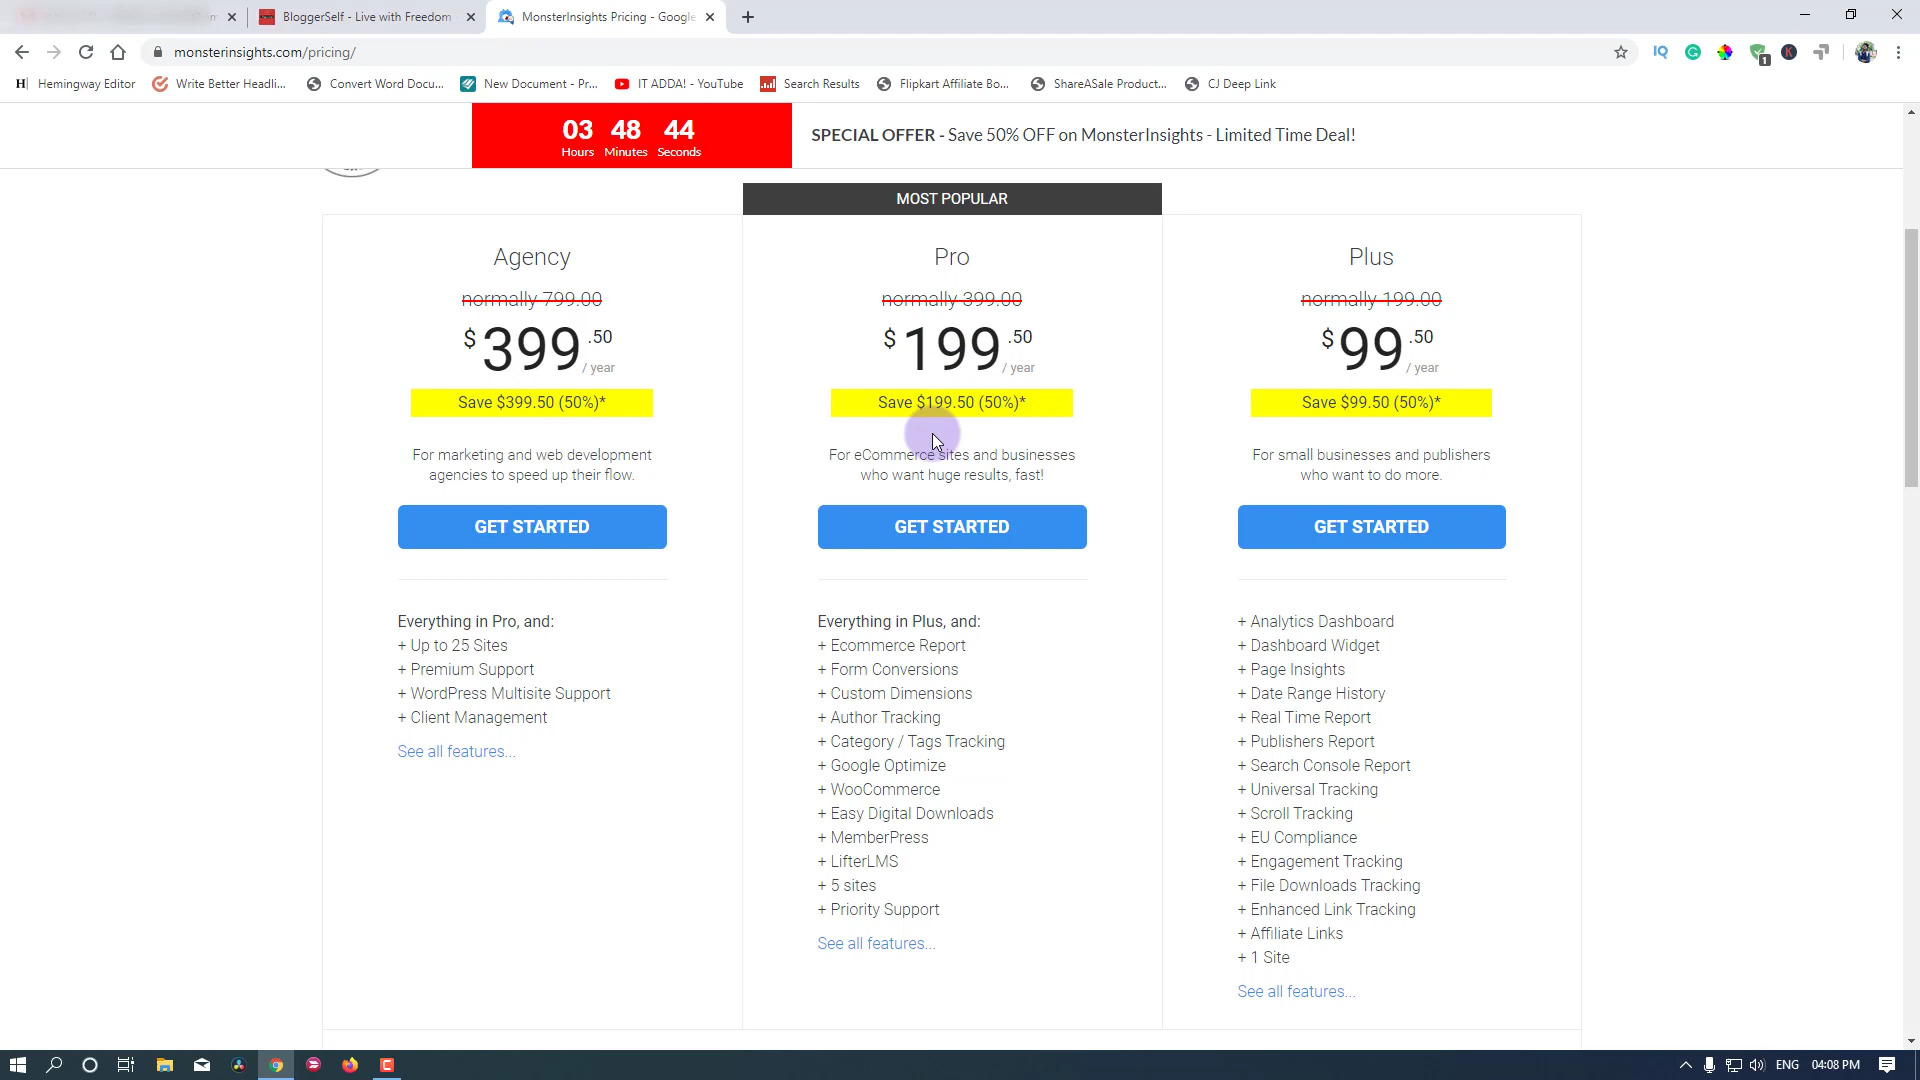 BloggerSelf - Live with Freedom
MonsterInsights Pricing - Google
monsterinsights.com/pricing/
1
K
H Hemingway Editor
Write Better Headli...
Convert Word Docu...
New Document - Pr...
IT ADDA! - YouTube
Search Results
Flipkart Affiliate Bo...
ShareASale Product...
CJ Deep Link
03 48 44
Hours Minutes Seconds
SPECIAL OFFER - Save 50% OFF on MonsterInsights - Limited Time Deal!
MOST POPULAR
Agency
normally 799.00
$399.50
/ year
Save $399.50 (50%)*
For marketing and web development
agencies to speed up their flow.
GET STARTED
Everything in Pro, and:
+ Up to 25 Sites
+ Premium Support
+ WordPress Multisite Support
+ Client Management
See all features...
Pro
normally 399.00
$199.50
/ year
Save $199.50 (50%)*
For eCommerce sites and businesses
who want huge results, fast!
GET STARTED
Everything in Plus, and:
+ Ecommerce Report
+ Form Conversions
+ Custom Dimensions
+ Author Tracking
+ Category / Tags Tracking
+ Google Optimize
+ WooCommerce
+ Easy Digital Downloads
+ MemberPress
+ LifterLMS
+ 5 sites
+ Priority Support
See all features...
Plus
normally 199.00
$99.50
/ year
Save $99.50 (50%)*
For small businesses and publishers
who want to do more.
GET STARTED
+ Analytics Dashboard
+ Dashboard Widget
+ Page Insights
+ Date Range History
+ Real Time Report
+ Publishers Report
+ Search Console Report
+ Universal Tracking
+ Scroll Tracking
+ EU Compliance
+ Engagement Tracking
+ File Downloads Tracking
+ Enhanced Link Tracking
+ Affiliate Links
+ 1 Site
See all features...
ENG
04:08 PM